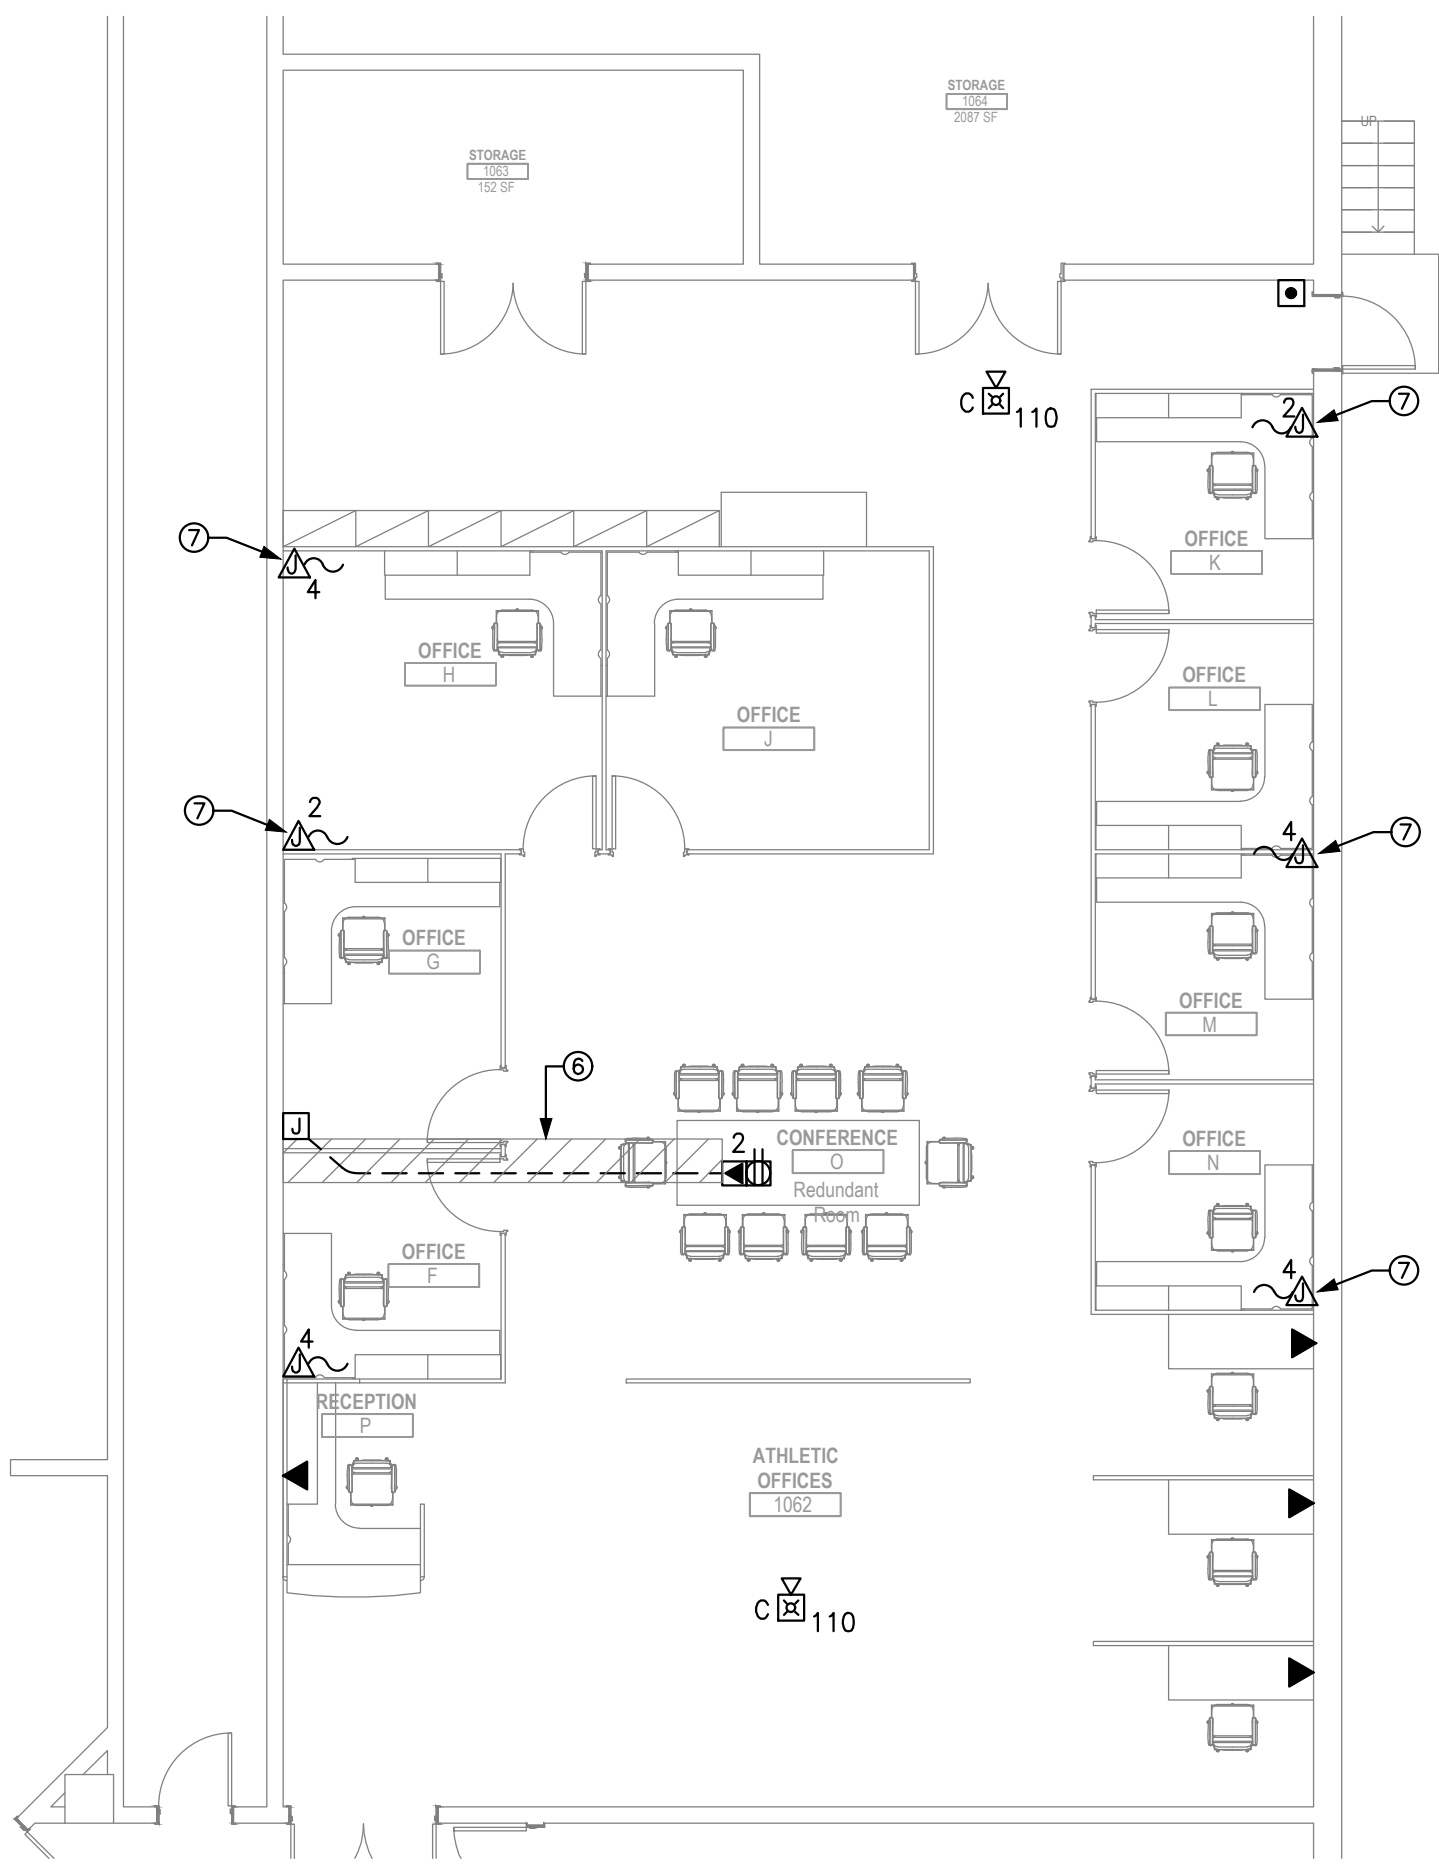 STORAGE
1064
2087 SF
UP
STORAGE
1063
152 SF
C 110
2
J
7
7
J
4
OFFICE
K
OFFICE
H
OFFICE
L
OFFICE
J
7
2
J
4
J
7
OFFICE
G
OFFICE
M
6
J
2
CONFERENCE
O
Redundant
Room
OFFICE
N
OFFICE
F
4
J
7
4
J
RECEPTION
P
ATHLETIC
OFFICES
1062
C 110